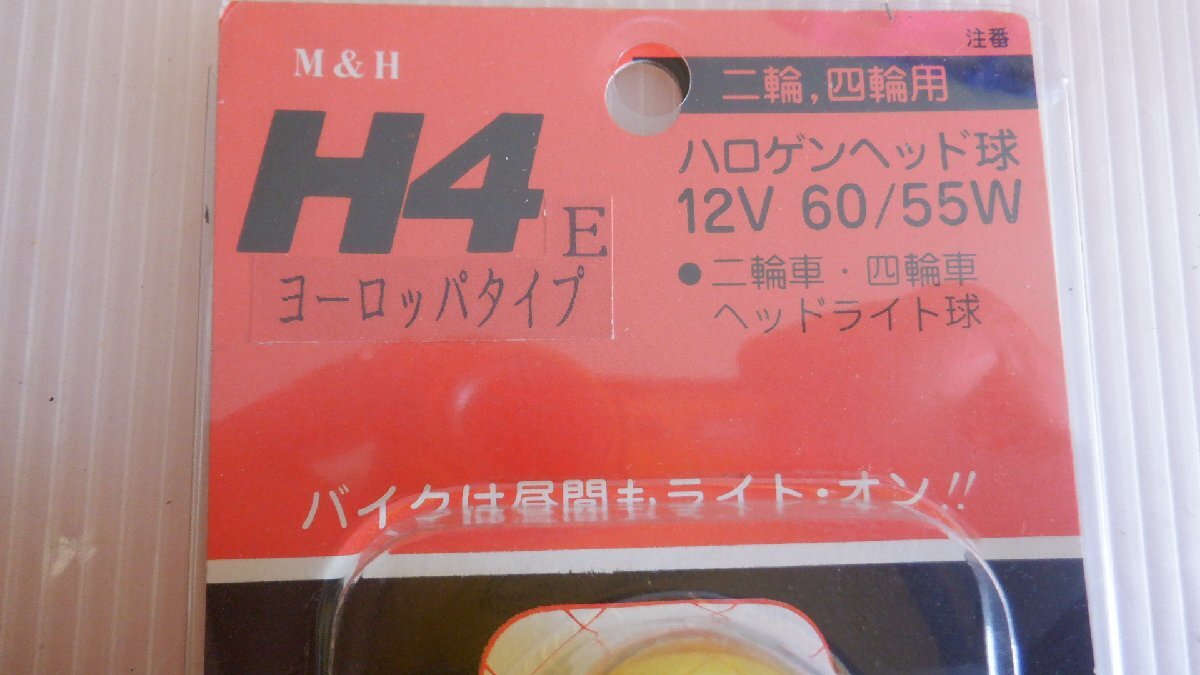 M&H
H4 E
ヨーロッパタイプ
注番
二輪,四輪用
ハロゲンヘッド球
12V 60/55W
●二輪車・四輪車
ヘッドライト球
バイクは昼間もライト・オン!!